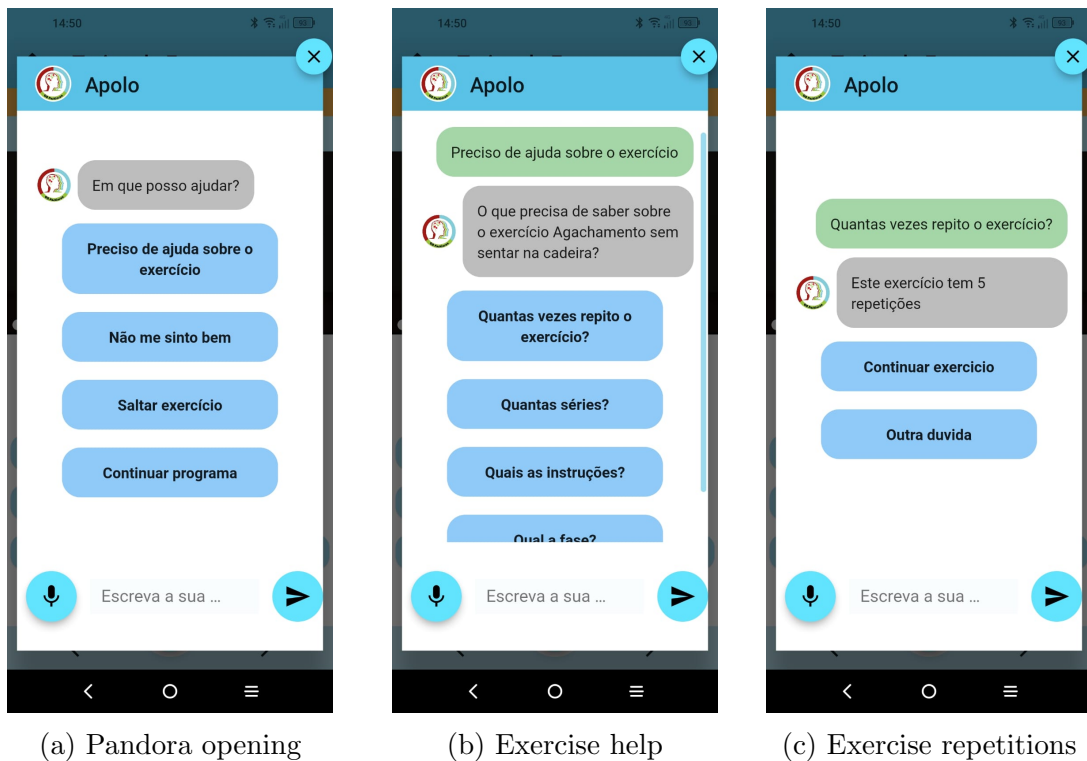 14:50
Apolo
Em que posso ajudar?
Preciso de ajuda sobre o
exercício
Não me sinto bem
Saltar exercício
Continuar programa
Escreva a sua ...
(a) Pandora opening
14:50
Apolo
Preciso de ajuda sobre o exercício
O que precisa de saber sobre
o exercício Agachamento sem
sentar na cadeira?
Quantas vezes repito o
exercício?
Quantas séries?
Quais as instruções?
Qual a fase?
Escreva a sua ...
(b) Exercise help
14:50
Apolo
Quantas vezes repito o exercício?
Este exercício tem 5
repetições
Continuar exercicio
Outra duvida
Escreva a sua ...
(c) Exercise repetitions